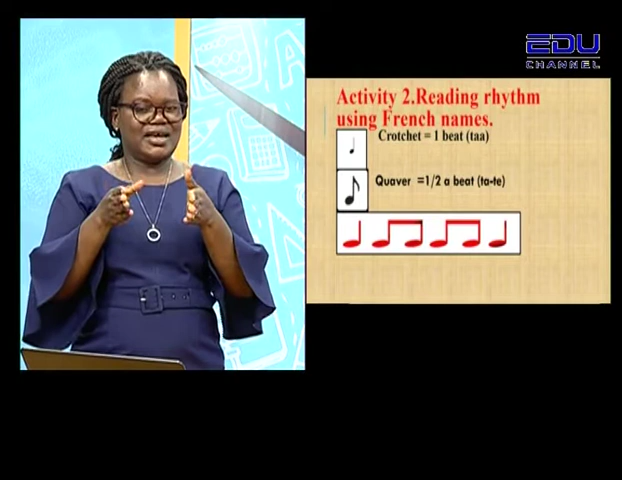 EDU
CHANNEL
Activity 2.Reading rhythm
using French names.
Crotchet = 1 beat (taa)
Quaver =1/2 a beat (ta-te)